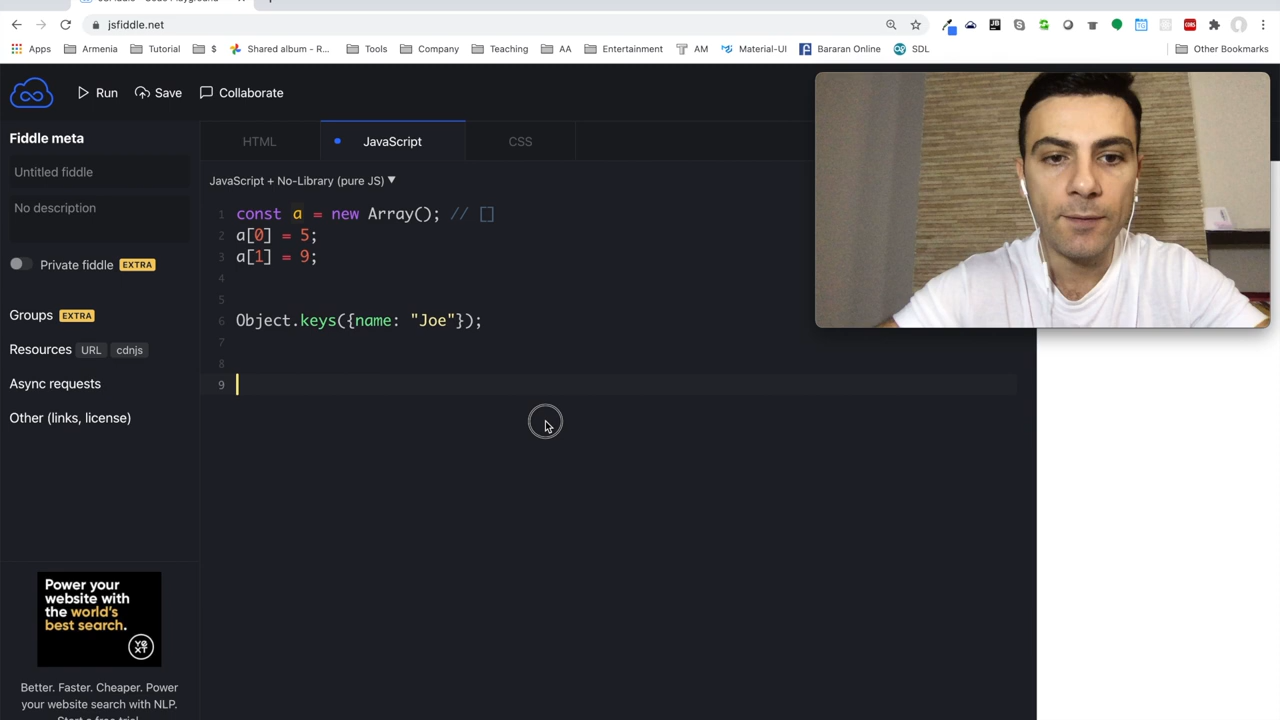 jsfiddle.net
Apps Armenia Tutorial $ Shared album - R... Tools Company Teaching AA Entertainment AM Material-UI Bararan Online SDL Other Bookmarks
Run Save Collaborate
Fiddle meta
Untitled fiddle
No description
Private fiddle EXTRA
Groups EXTRA
Resources URL cdnjs
Async requests
Other (links, license)
HTML JavaScript CSS
JavaScript + No-Library (pure JS) ▼
1 const a = new Array(); // []
2 a[0] = 5;
3 a[1] = 9;
4
5
6 Object.keys({name: "Joe"});
7
8
9
Power your
website with
the world's
best search.
yext
Better. Faster. Cheaper. Power
your website search with NLP.